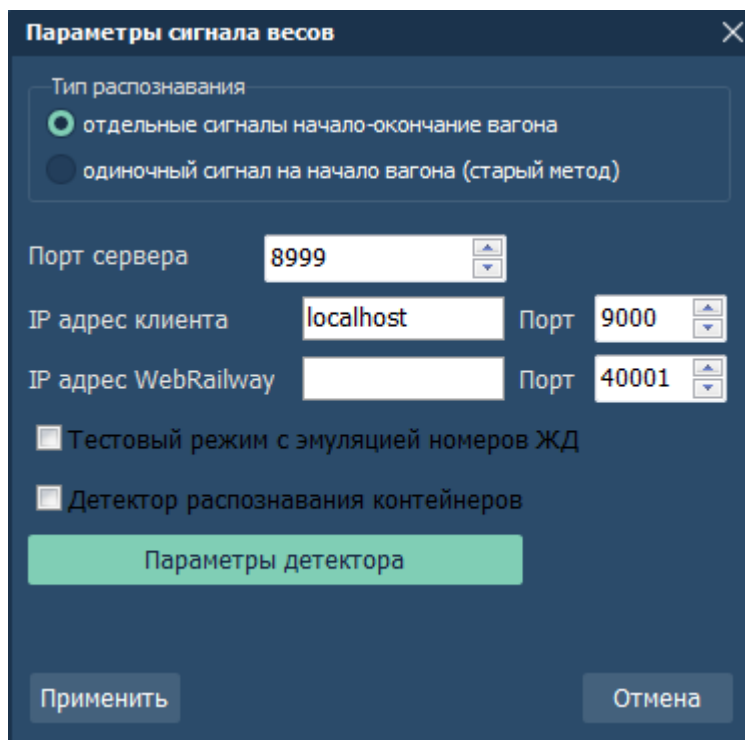 Параметры сигнала весов
Тип распознавания
отдельные сигналы начало-окончание вагона
одиночный сигнал на начало вагона (старый метод)
Порт сервера 8999
IP адрес клиента localhost Порт 9000
IP адрес WebRailway Порт 40001
Тестовый режим с эмуляцией номеров ЖД
Детектор распознавания контейнеров
Параметры детектора
Применить Отмена